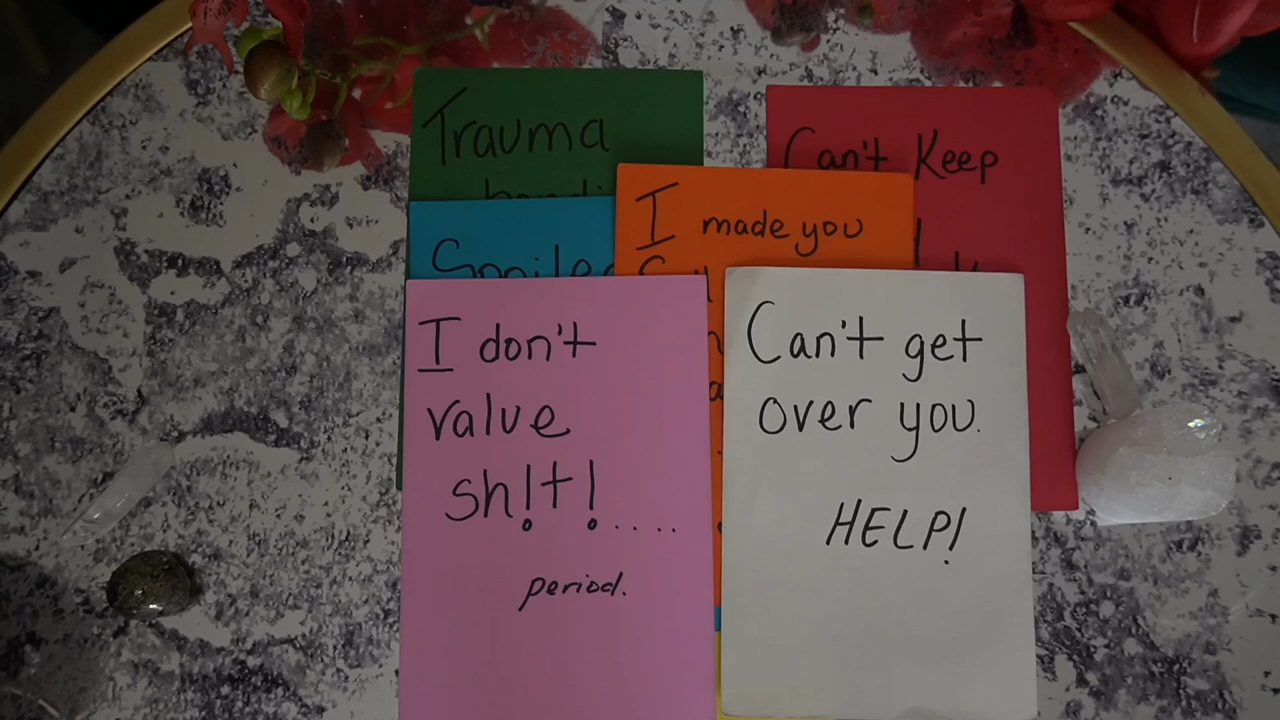 Trauma
Can't Keep
I made you
I don't
value
sh!t!.....
period.
Can't get
over you.
HELP!